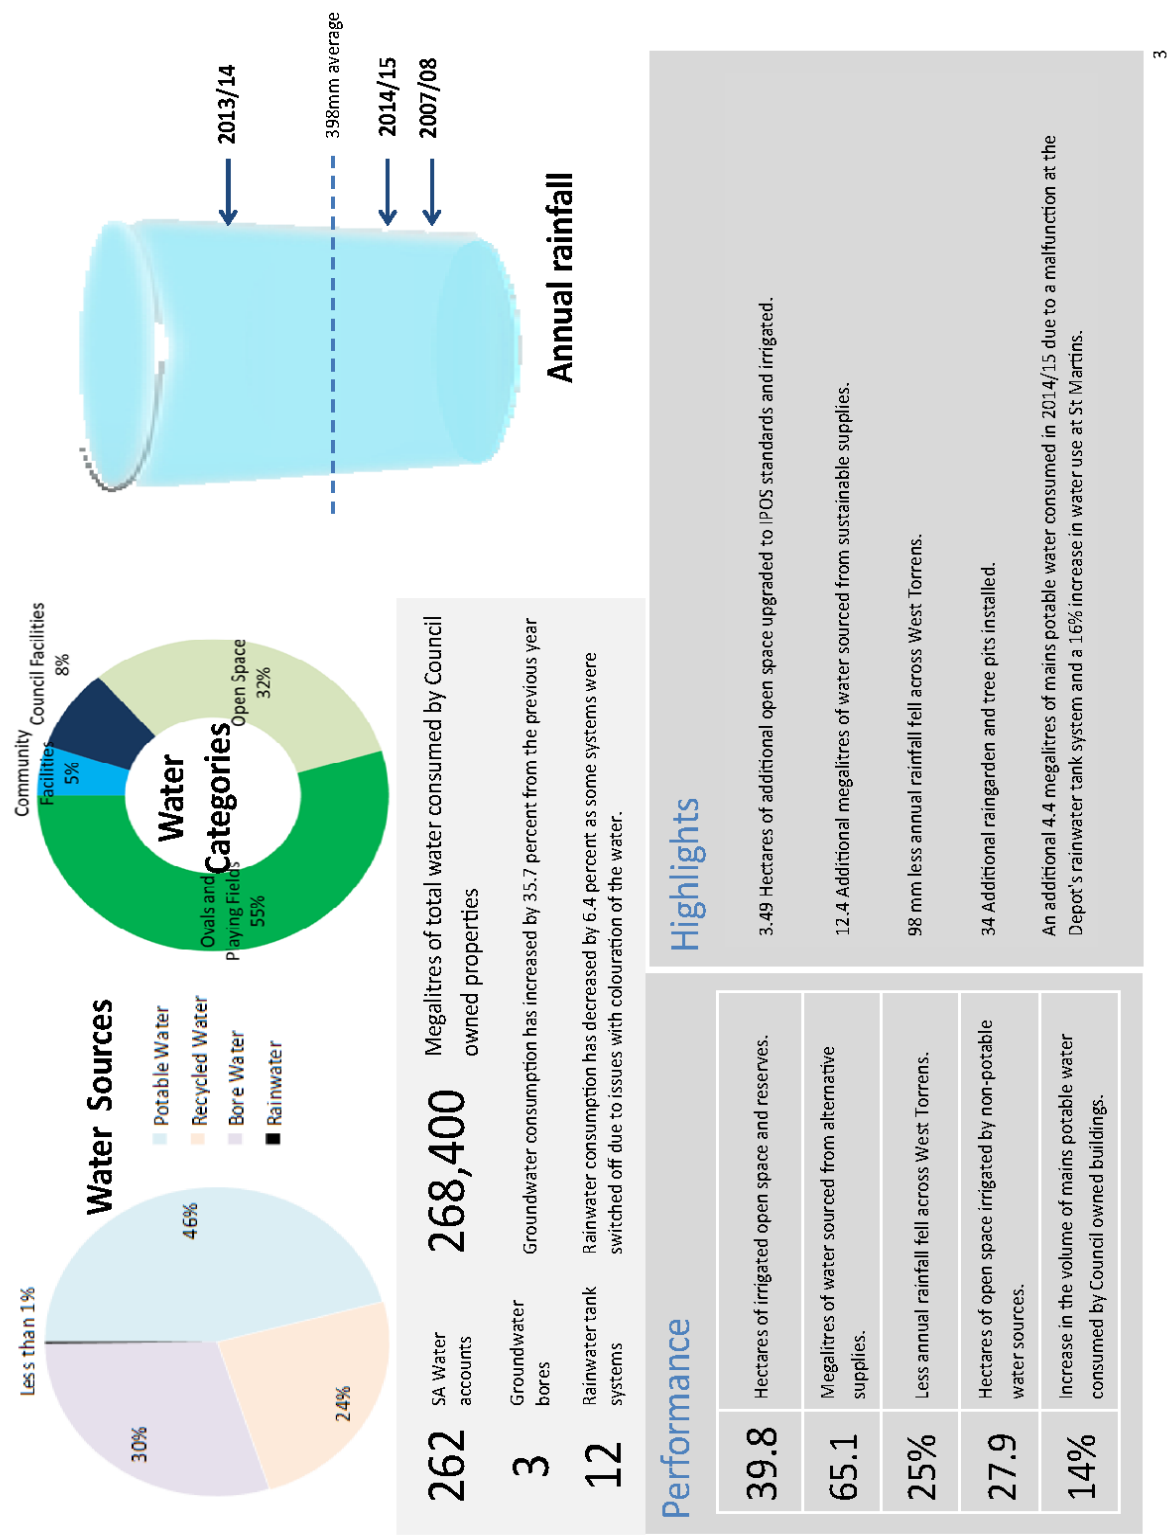 Water Sources
Less than 1%
46%
24%
30%
Potable Water
Recycled Water
Bore Water
Rainwater
Community
Facilities
5%
Council Facilities
8%
Open Space
32%
Ovals and
Playing Fields
55%
Water
Categories
2013/14
398mm average
2014/15
2007/08
Annual rainfall
262
SA Water
accounts
268,400
Megalitres of total water consumed by Council
owned properties
3
Groundwater
bores
Groundwater consumption has increased by 35.7 percent from the previous year
12
Rainwater tank
systems
Rainwater consumption has decreased by 6.4 percent as some systems were
switched off due to issues with colouration of the water.
Performance
39.8
Hectares of irrigated open space and reserves.
65.1
Megalitres of water sourced from alternative
supplies.
25%
Less annual rainfall fell across West Torrens.
27.9
Hectares of open space irrigated by non-potable
water sources.
14%
Increase in the volume of mains potable water
consumed by Council owned buildings.
Highlights
3.49 Hectares of additional open space upgraded to IPOS standards and irrigated.
12.4 Additional megalitres of water sourced from sustainable supplies.
98 mm less annual rainfall fell across West Torrens.
34 Additional raingarden and tree pits installed.
An additional 4.4 megalitres of mains potable water consumed in 2014/15 due to a malfunction at the
Depot's rainwater tank system and a 16% increase in water use at St Martins.
3